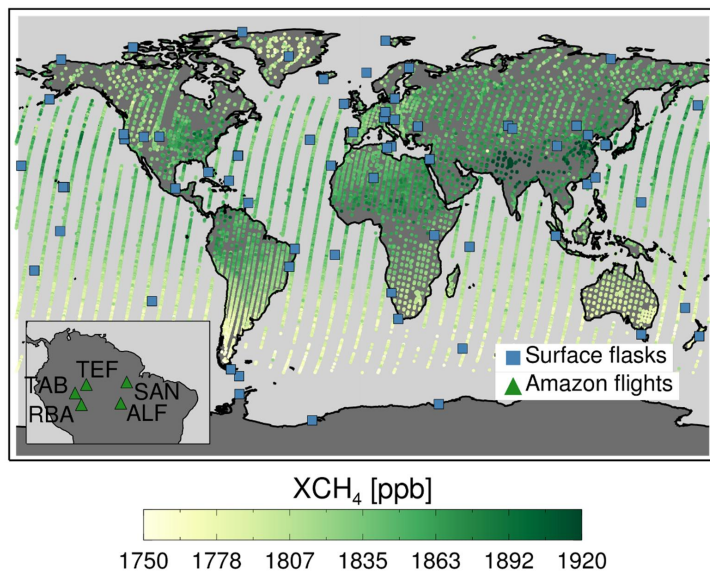 TEF
TAB
SAN
RBA
ALF
Surface flasks
Amazon flights
XCH₄ [ppb]
1750 1778 1807 1835 1863 1892 1920